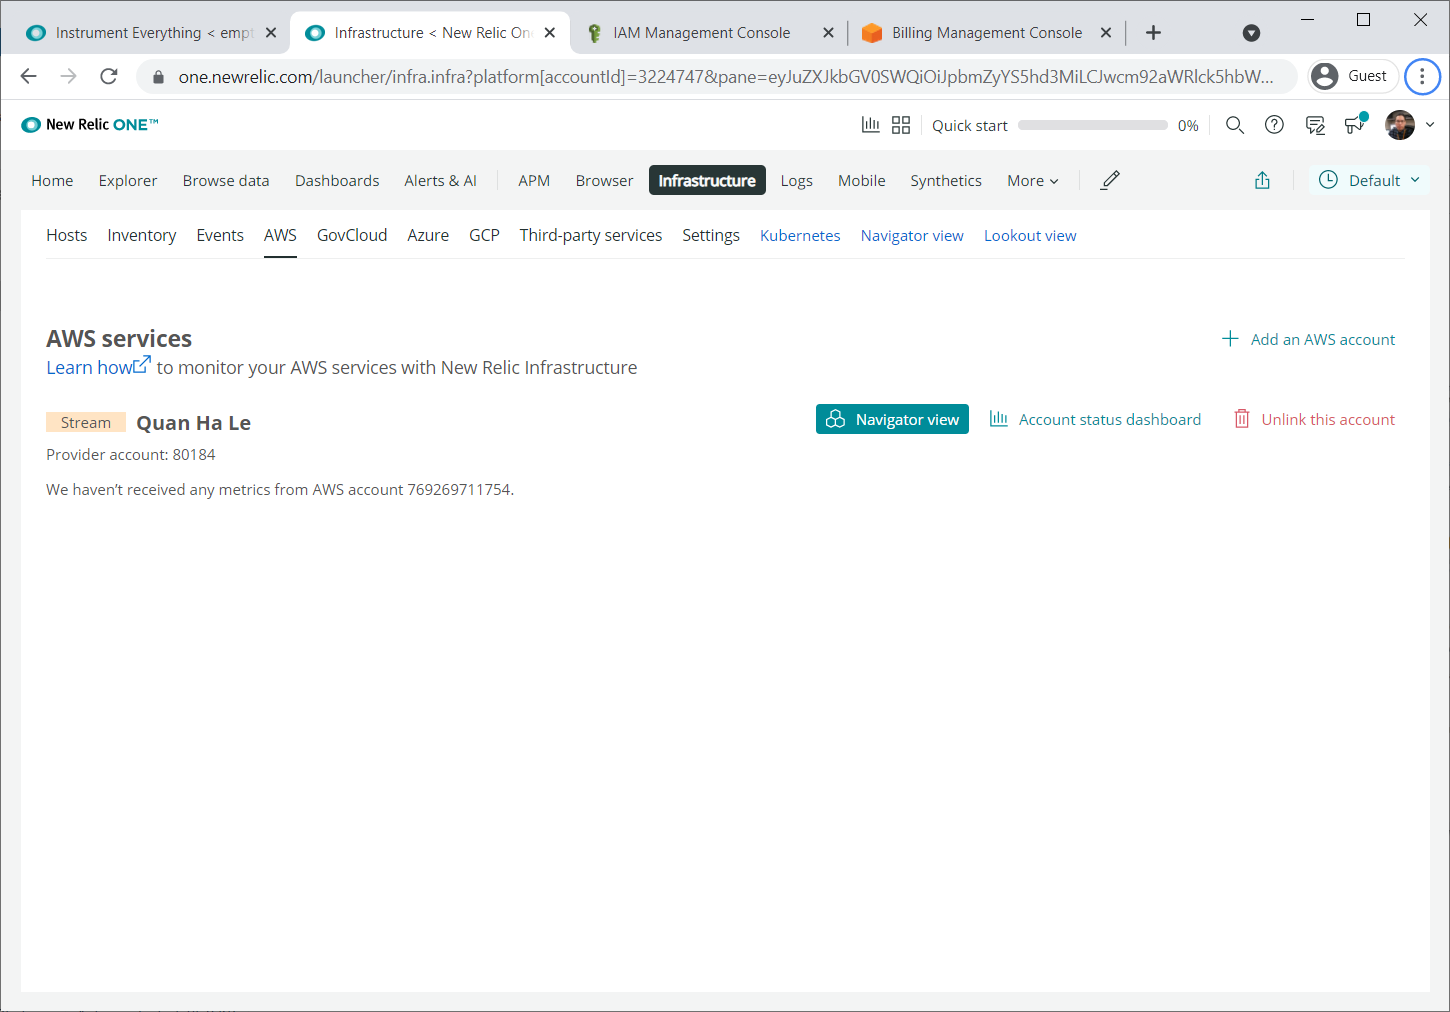 Instrument Everything < empt
Infrastructure < New Relic On
IAM Management Console
Billing Management Console
one.newrelic.com/launcher/infra.infra?platform[accountId]=3224747&pane=eyJuZXJkbGV0SWQiOiJpbmZyYS5hd3MiLCJwcm92aWRlck5hbW...
Guest
New Relic ONE™
Quick start
0%
Home
Explorer
Browse data
Dashboards
Alerts & AI
APM
Browser
Infrastructure
Logs
Mobile
Synthetics
More
Default
Hosts
Inventory
Events
AWS
GovCloud
Azure
GCP
Third-party services
Settings
Kubernetes
Navigator view
Lookout view
AWS services
Add an AWS account
Learn how to monitor your AWS services with New Relic Infrastructure
Stream
Quan Ha Le
Navigator view
Account status dashboard
Unlink this account
Provider account: 80184
We haven't received any metrics from AWS account 769269711754.